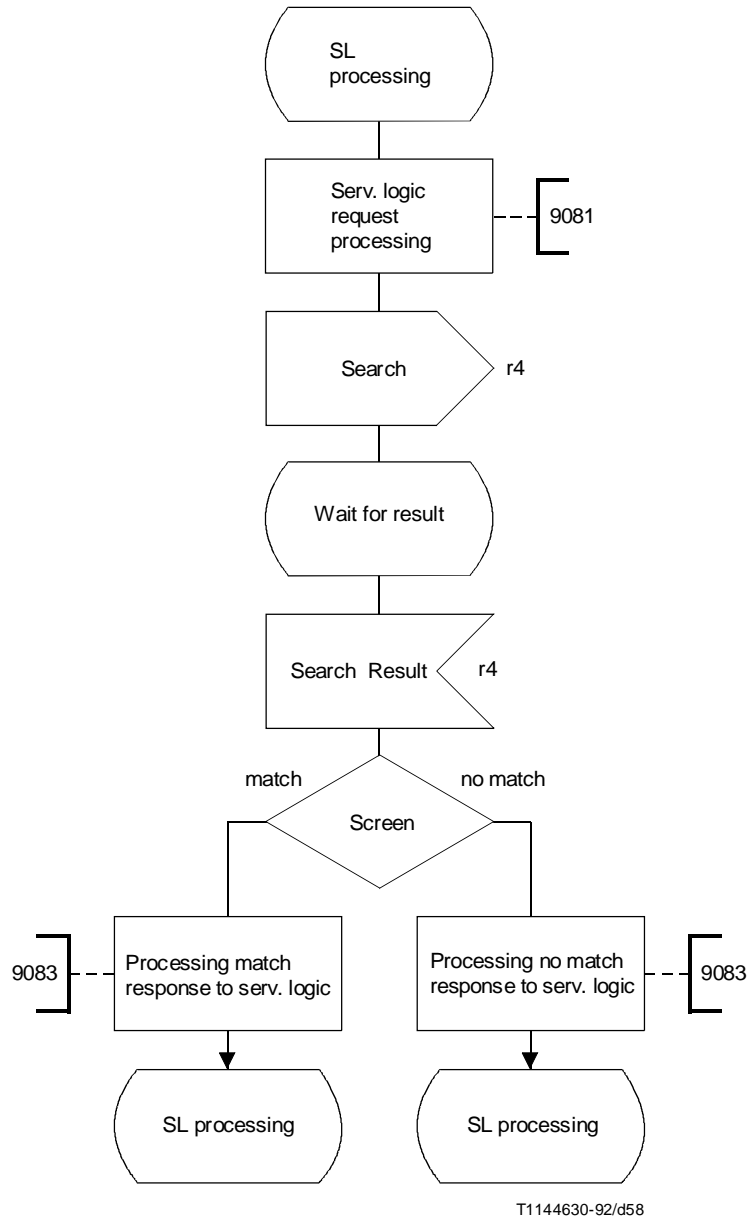 SL
processing
Serv. logic
request
processing
9081
Search
r4
Wait for result
Search Result
r4
match
no match
Screen
9083
Processing match
response to serv. logic
Processing no match
response to serv. logic
9083
SL processing
SL processing
T1144630-92/d58